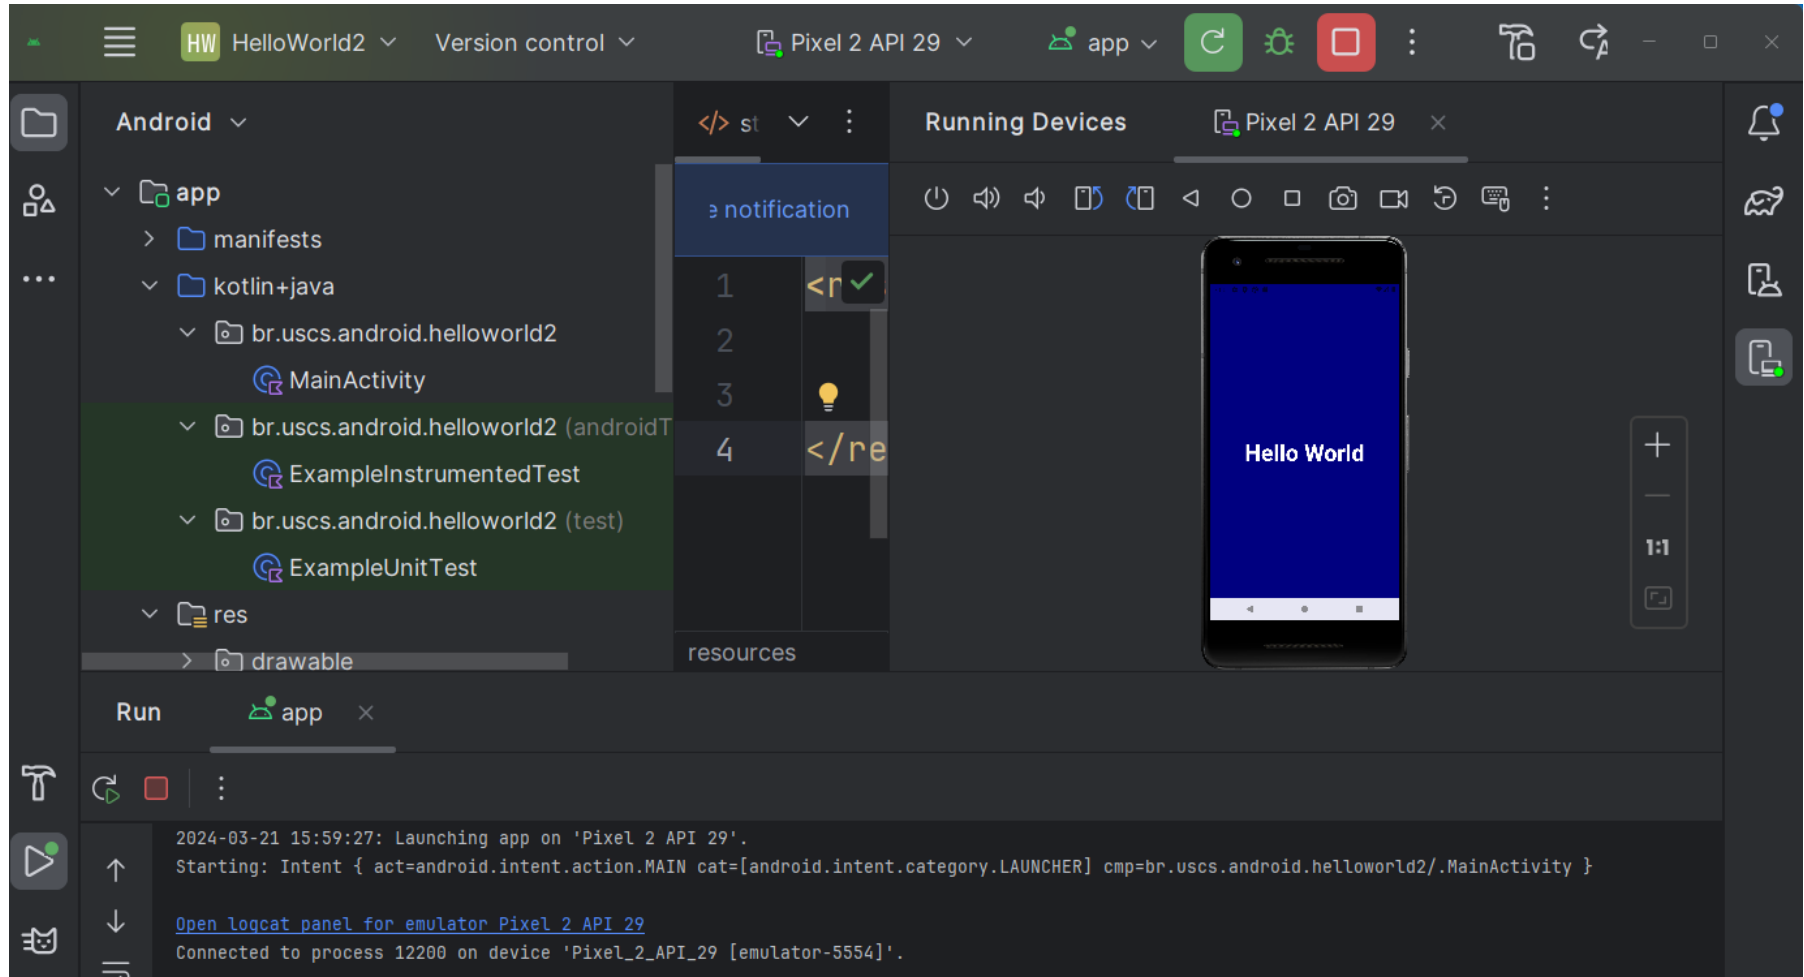 HW HelloWorld2 Version control Pixel 2 API 29 app
Android
app
manifests
kotlin+java
br.uscs.android.helloworld2
MainActivity
br.uscs.android.helloworld2 (androidT
ExampleInstrumentedTest
br.uscs.android.helloworld2 (test)
ExampleUnitTest
res
drawable
</> st
e notification
1 <r
2
3
4 </re
resources
Running Devices Pixel 2 API 29
Hello World
1:1
Run app
2024-03-21 15:59:27: Launching app on 'Pixel 2 API 29'.
Starting: Intent { act=android.intent.action.MAIN cat=[android.intent.category.LAUNCHER] cmp=br.uscs.android.helloworld2/.MainActivity }
Open logcat panel for emulator Pixel 2 API 29
Connected to process 12200 on device 'Pixel_2_API_29 [emulator-5554]'.